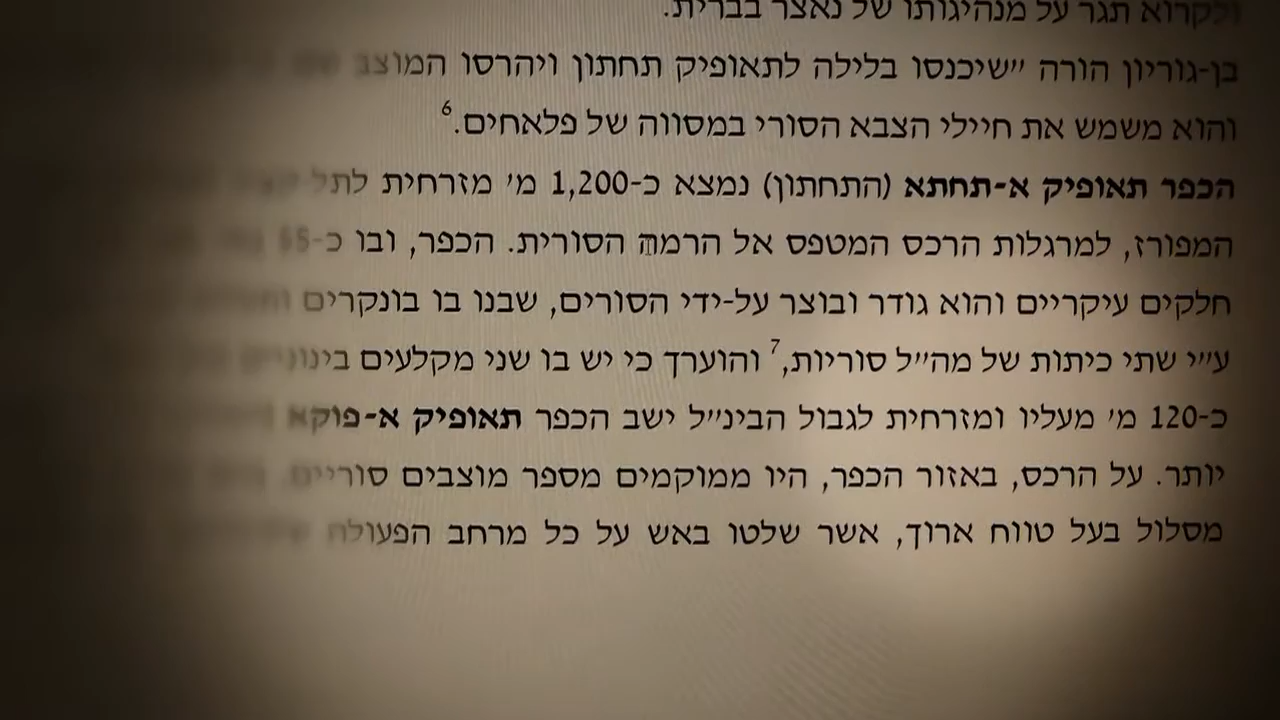 ולקרוא תגר על מנהיגותו של נאצר בברית.
בן-גוריון הורה ״שיכנסו בלילה לתאופיק תחתון ויהרסו המוצב
והוא משמש את חיילי הצבא הסורי במסווה של פלאחים.6
הכפר תאופיק א-תחתא (התחתון) נמצא כ-1,200 מ׳ מזרחית לתל
המפורז, למרגלות הרכס המטפס אל הרמה הסורית. הכפר, ובו כ-55
חלקים עיקריים והוא גודר ובוצר על-ידי הסורים, שבנו בו בונקרים
ע״י שתי כיתות של מה״ל סוריות,7 והוערך כי יש בו שני מקלעים בינוניים
כ-120 מ׳ מעליו ומזרחית לגבול הבינ״ל ישב הכפר תאופיק א-פוקא
יותר. על הרכס, באזור הכפר, היו ממוקמים מספר מוצבים סוריים.
מסלול בעל טווח ארוך, אשר שלטו באש על כל מרחב הפעולה